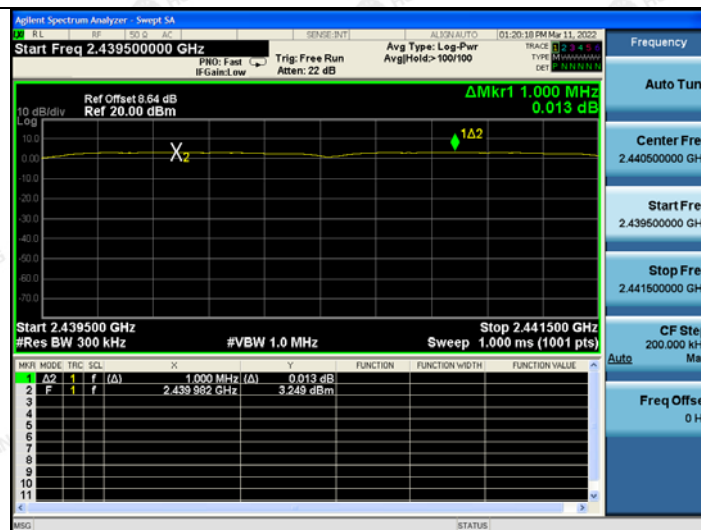 Agilent Spectrum Analyzer - Swept SA
RL RF 50 Ω AC SENSE:INT ALIGNAUTO 01:20:18 PM Mar 11, 2022
Start Freq 2.439500000 GHz
PNO: Fast
IFGain:Low
Trig: Free Run
Atten: 22 dB
Avg Type: Log-Pwr
Avg|Hold:>100/100
TRACE 1 2 3 4 5 6
TYPE
DET P N N N N N
ΔMkr1 1.000 MHz
0.013 dB
Ref Offset 8.64 dB
Ref 20.00 dBm
10 dB/div
Log
10.0
0.00
-10.0
-20.0
-30.0
-40.0
-50.0
-60.0
-70.0
X2
1Δ2
Start 2.439500 GHz
Stop 2.441500 GHz
#Res BW 300 kHz #VBW 1.0 MHz Sweep 1.000 ms (1001 pts)
MKR MODE TRC SCL X Y FUNCTION FUNCTION WIDTH FUNCTION VALUE
1 Δ2 1 f (Δ) 1.000 MHz (Δ) 0.013 dB
2 F 1 f 2.439 982 GHz 3.249 dBm
3
4
5
6
7
8
9
10
11
MSG STATUS
Frequency
Auto Tun
Center Fre
2.440500000 GH
Start Fre
2.439500000 GH
Stop Fre
2.441500000 GH
CF Ste
200.000 kH
Auto Ma
Freq Offse
0 H